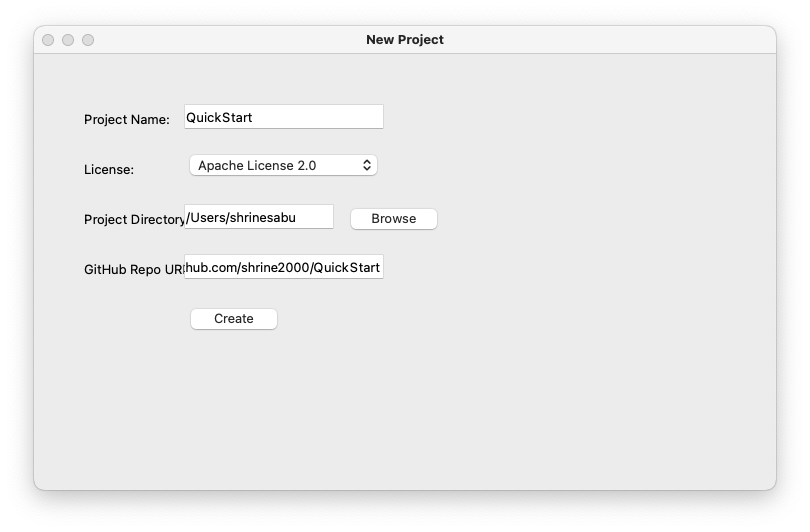 New Project
Project Name: QuickStart
License: Apache License 2.0
Project Directory /Users/shrinesabu Browse
GitHub Repo UR hub.com/shrine2000/QuickStart
Create